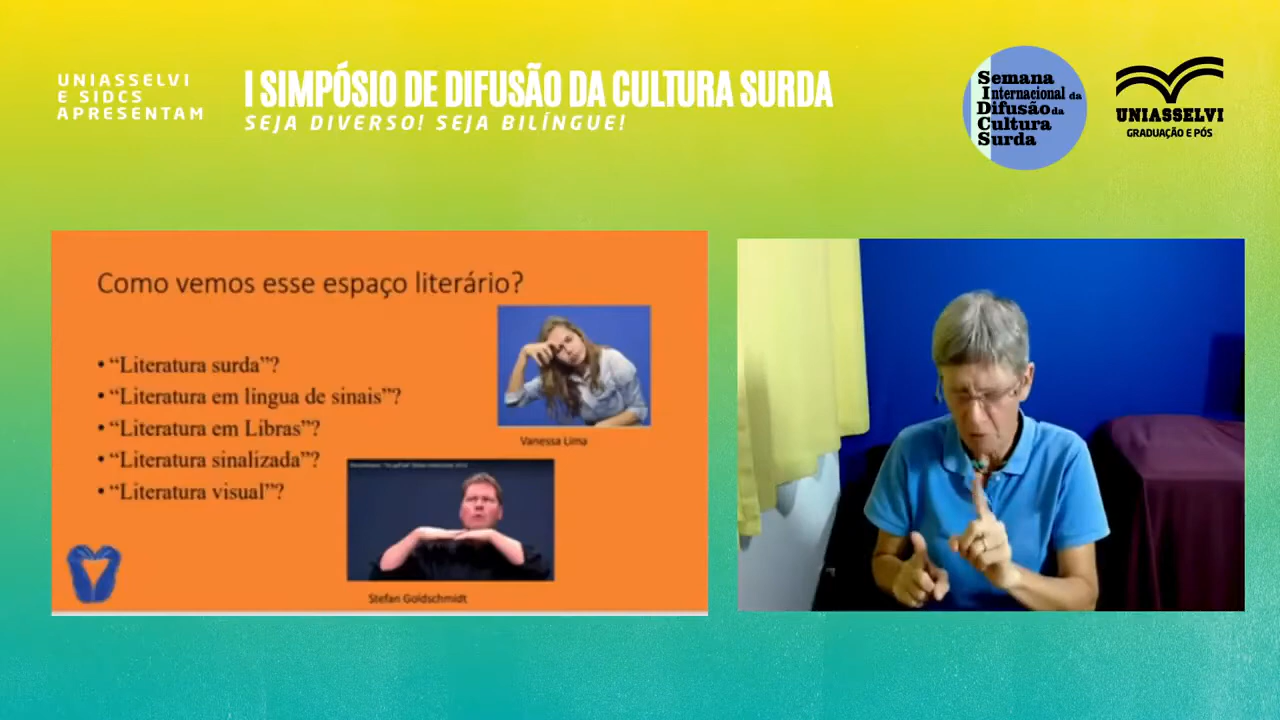 UNIASSELVI
E SIDCS
APRESENTAM
I SIMPÓSIO DE DIFUSÃO DA CULTURA SURDA
SEJA DIVERSO! SEJA BILÍNGUE!
Semana
Internacional da
Difusão da
Cultura
Surda
UNIASSELVI
GRADUAÇÃO E PÓS
Como vemos esse espaço literário?
• “Literatura surda”?
• “Literatura em língua de sinais”?
• “Literatura em Libras”?
• “Literatura sinalizada”?
• “Literatura visual”?
Vanessa Lima
Stefan Goldschmidt